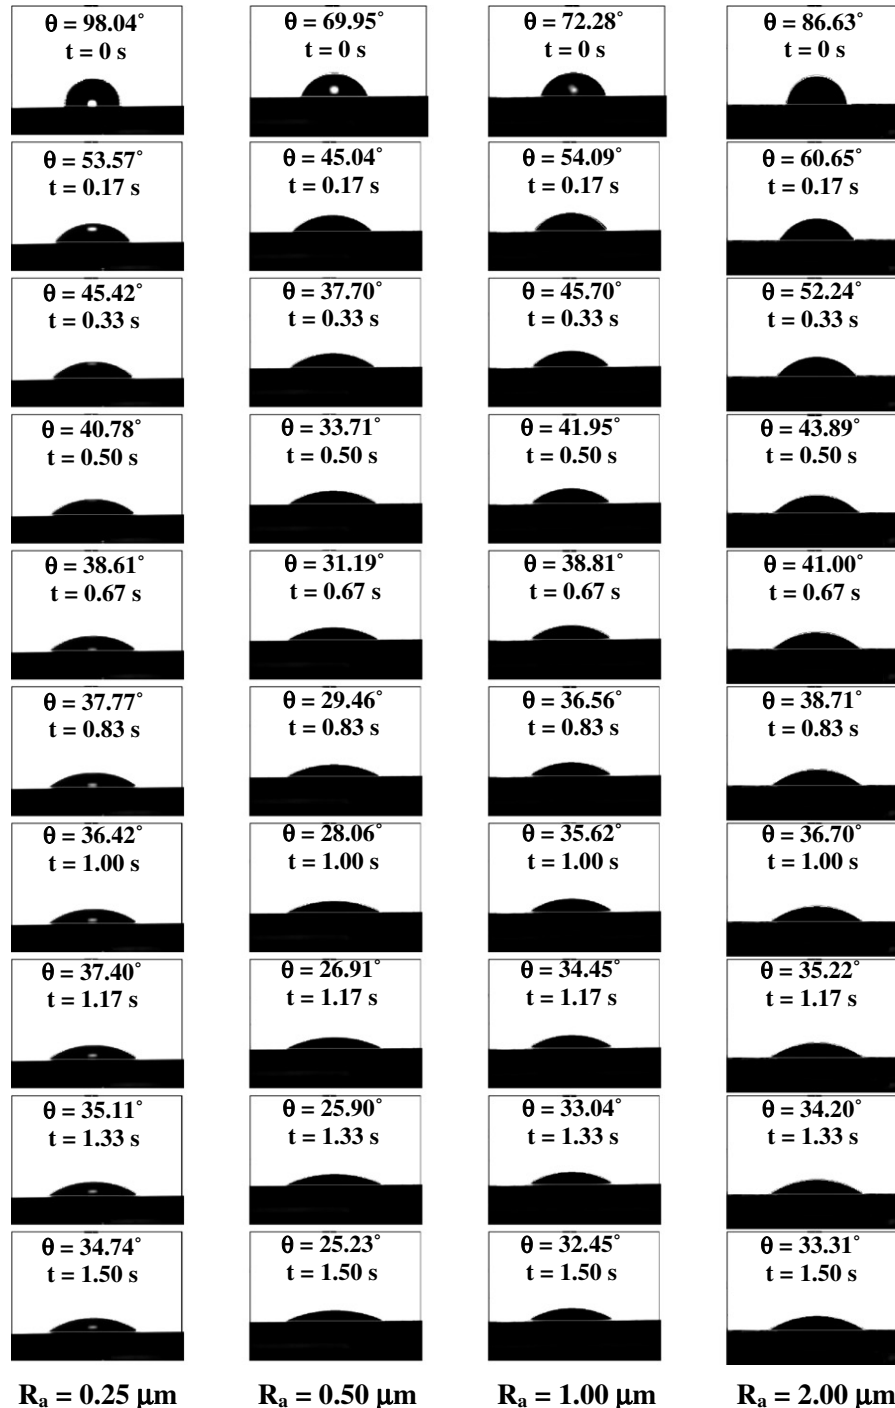 θ = 98.04˚
t = 0 s
θ = 69.95˚
t = 0 s
θ = 72.28˚
t = 0 s
θ = 86.63˚
t = 0 s
θ = 53.57˚
t = 0.17 s
θ = 45.04˚
t = 0.17 s
θ = 54.09˚
t = 0.17 s
θ = 60.65˚
t = 0.17 s
θ = 45.42˚
t = 0.33 s
θ = 37.70˚
t = 0.33 s
θ = 45.70˚
t = 0.33 s
θ = 52.24˚
t = 0.33 s
θ = 40.78˚
t = 0.50 s
θ = 33.71˚
t = 0.50 s
θ = 41.95˚
t = 0.50 s
θ = 43.89˚
t = 0.50 s
θ = 38.61˚
t = 0.67 s
θ = 31.19˚
t = 0.67 s
θ = 38.81˚
t = 0.67 s
θ = 41.00˚
t = 0.67 s
θ = 37.77˚
t = 0.83 s
θ = 29.46˚
t = 0.83 s
θ = 36.56˚
t = 0.83 s
θ = 38.71˚
t = 0.83 s
θ = 36.42˚
t = 1.00 s
θ = 28.06˚
t = 1.00 s
θ = 35.62˚
t = 1.00 s
θ = 36.70˚
t = 1.00 s
θ = 37.40˚
t = 1.17 s
θ = 26.91˚
t = 1.17 s
θ = 34.45˚
t = 1.17 s
θ = 35.22˚
t = 1.17 s
θ = 35.11˚
t = 1.33 s
θ = 25.90˚
t = 1.33 s
θ = 33.04˚
t = 1.33 s
θ = 34.20˚
t = 1.33 s
θ = 34.74˚
t = 1.50 s
θ = 25.23˚
t = 1.50 s
θ = 32.45˚
t = 1.50 s
θ = 33.31˚
t = 1.50 s
Rₐ = 0.25 μm
Rₐ = 0.50 μm
Rₐ = 1.00 μm
Rₐ = 2.00 μm